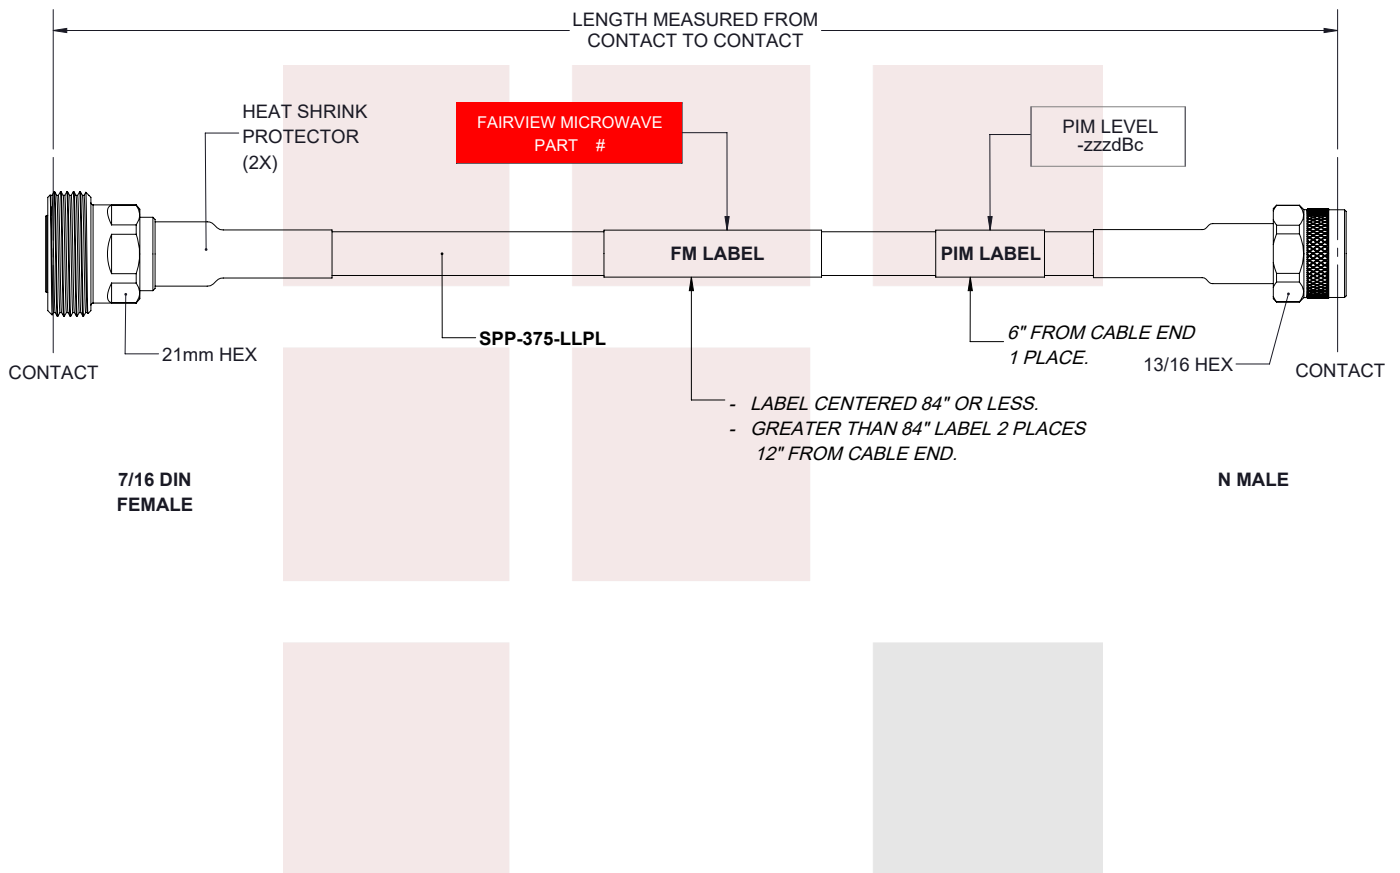 LENGTH MEASURED FROM
CONTACT TO CONTACT
HEAT SHRINK
PROTECTOR
(2X)
FAIRVIEW MICROWAVE
PART #
PIM LEVEL
-zzzdBc
FM LABEL
PIM LABEL
SPP-375-LLPL
21mm HEX
CONTACT
6" FROM CABLE END
1 PLACE.
13/16 HEX
CONTACT
- LABEL CENTERED 84" OR LESS.
- GREATER THAN 84" LABEL 2 PLACES
12" FROM CABLE END.
7/16 DIN
FEMALE
N MALE